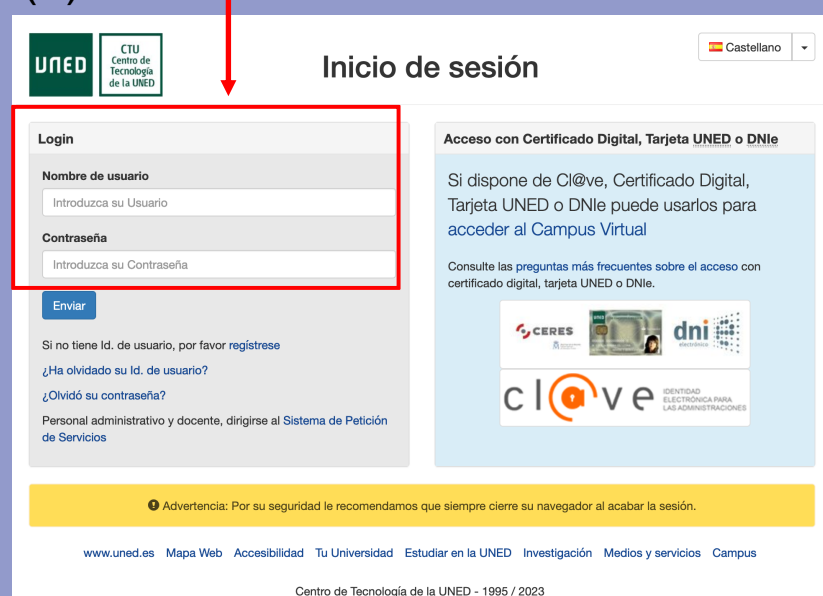 UNED
CTU
Centro de
Tecnología
de la UNED
Inicio de sesión
Castellano
Login
Nombre de usuario
Introduzca su Usuario
Contraseña
Introduzca su Contraseña
Enviar
Si no tiene Id. de usuario, por favor regístrese
¿Ha olvidado su Id. de usuario?
¿Olvidó su contraseña?
Personal administrativo y docente, dirigirse al Sistema de Petición
de Servicios
Acceso con Certificado Digital, Tarjeta UNED o DNIe
Si dispone de Cl@ve, Certificado Digital,
Tarjeta UNED o DNIe puede usarlos para
acceder al Campus Virtual
Consulte las preguntas más frecuentes sobre el acceso con
certificado digital, tarjeta UNED o DNIe.
CERES
dni
electrónico
cl@ve
IDENTIDAD
ELECTRÓNICA PARA
LAS ADMINISTRACIONES
Advertencia: Por su seguridad le recomendamos que siempre cierre su navegador al acabar la sesión.
www.uned.es Mapa Web Accesibilidad Tu Universidad Estudiar en la UNED Investigación Medios y servicios Campus
Centro de Tecnología de la UNED - 1995 / 2023